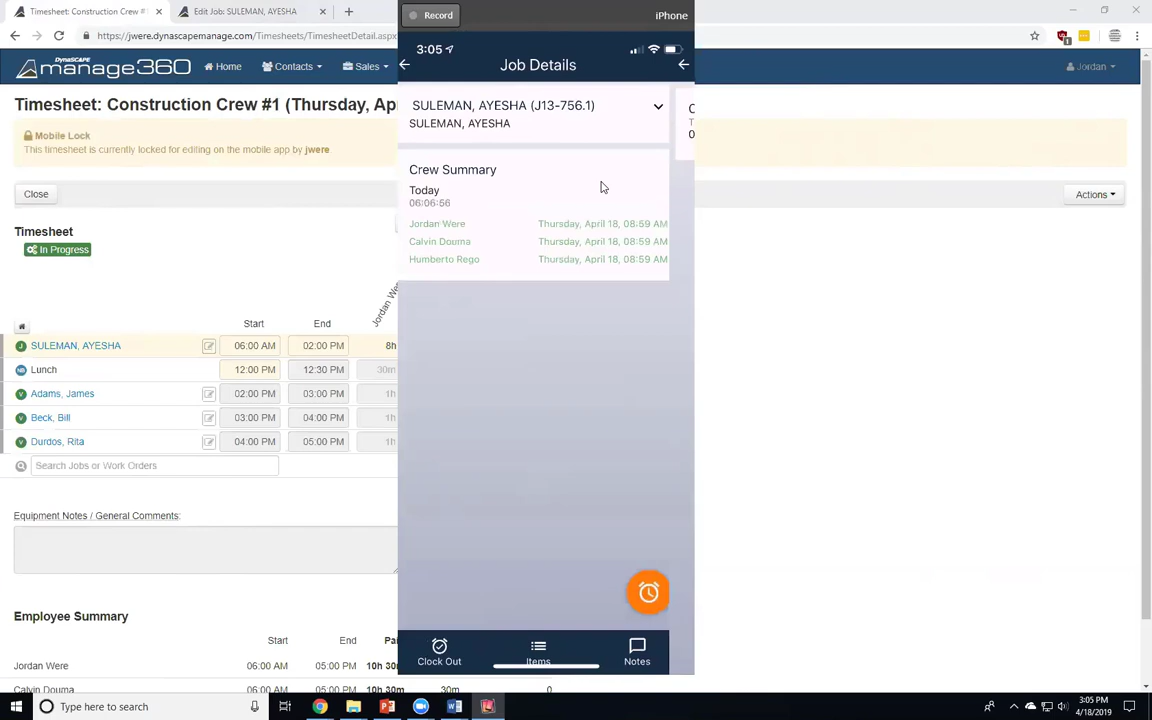 Timesheet: Construction Crew #1
Edit Job: SULEMAN, AYESHA
https://jwere.dynascapemanage.com/Timesheets/TimesheetDetail.aspx
DynaSCAPE
manage360
Home
Contacts
Sales
Jordan
Timesheet: Construction Crew #1 (Thursday, Ap
Mobile Lock
This timesheet is currently locked for editing on the mobile app by jwere.
Close
Actions
Timesheet
In Progress
Jordan We
Start
End
J SULEMAN, AYESHA 06:00 AM 02:00 PM 8h
NB Lunch 12:00 PM 12:30 PM 30m
V Adams, James 02:00 PM 03:00 PM 1h
V Beck, Bill 03:00 PM 04:00 PM 1h
V Durdos, Rita 04:00 PM 05:00 PM 1h
Search Jobs or Work Orders
Equipment Notes / General Comments:
Employee Summary
Start End Pai
Jordan Were 06:00 AM 05:00 PM 10h 30m
Calvin Douma 30m 0
Record
iPhone
3:05
Job Details
SULEMAN, AYESHA (J13-756.1)
SULEMAN, AYESHA
Crew Summary
Today
06:06:56
Jordan Were Thursday, April 18, 08:59 AM
Calvin Douma Thursday, April 18, 08:59 AM
Humberto Rego Thursday, April 18, 08:59 AM
Clock Out
Items
Notes
Type here to search
3:05 PM
4/18/2019